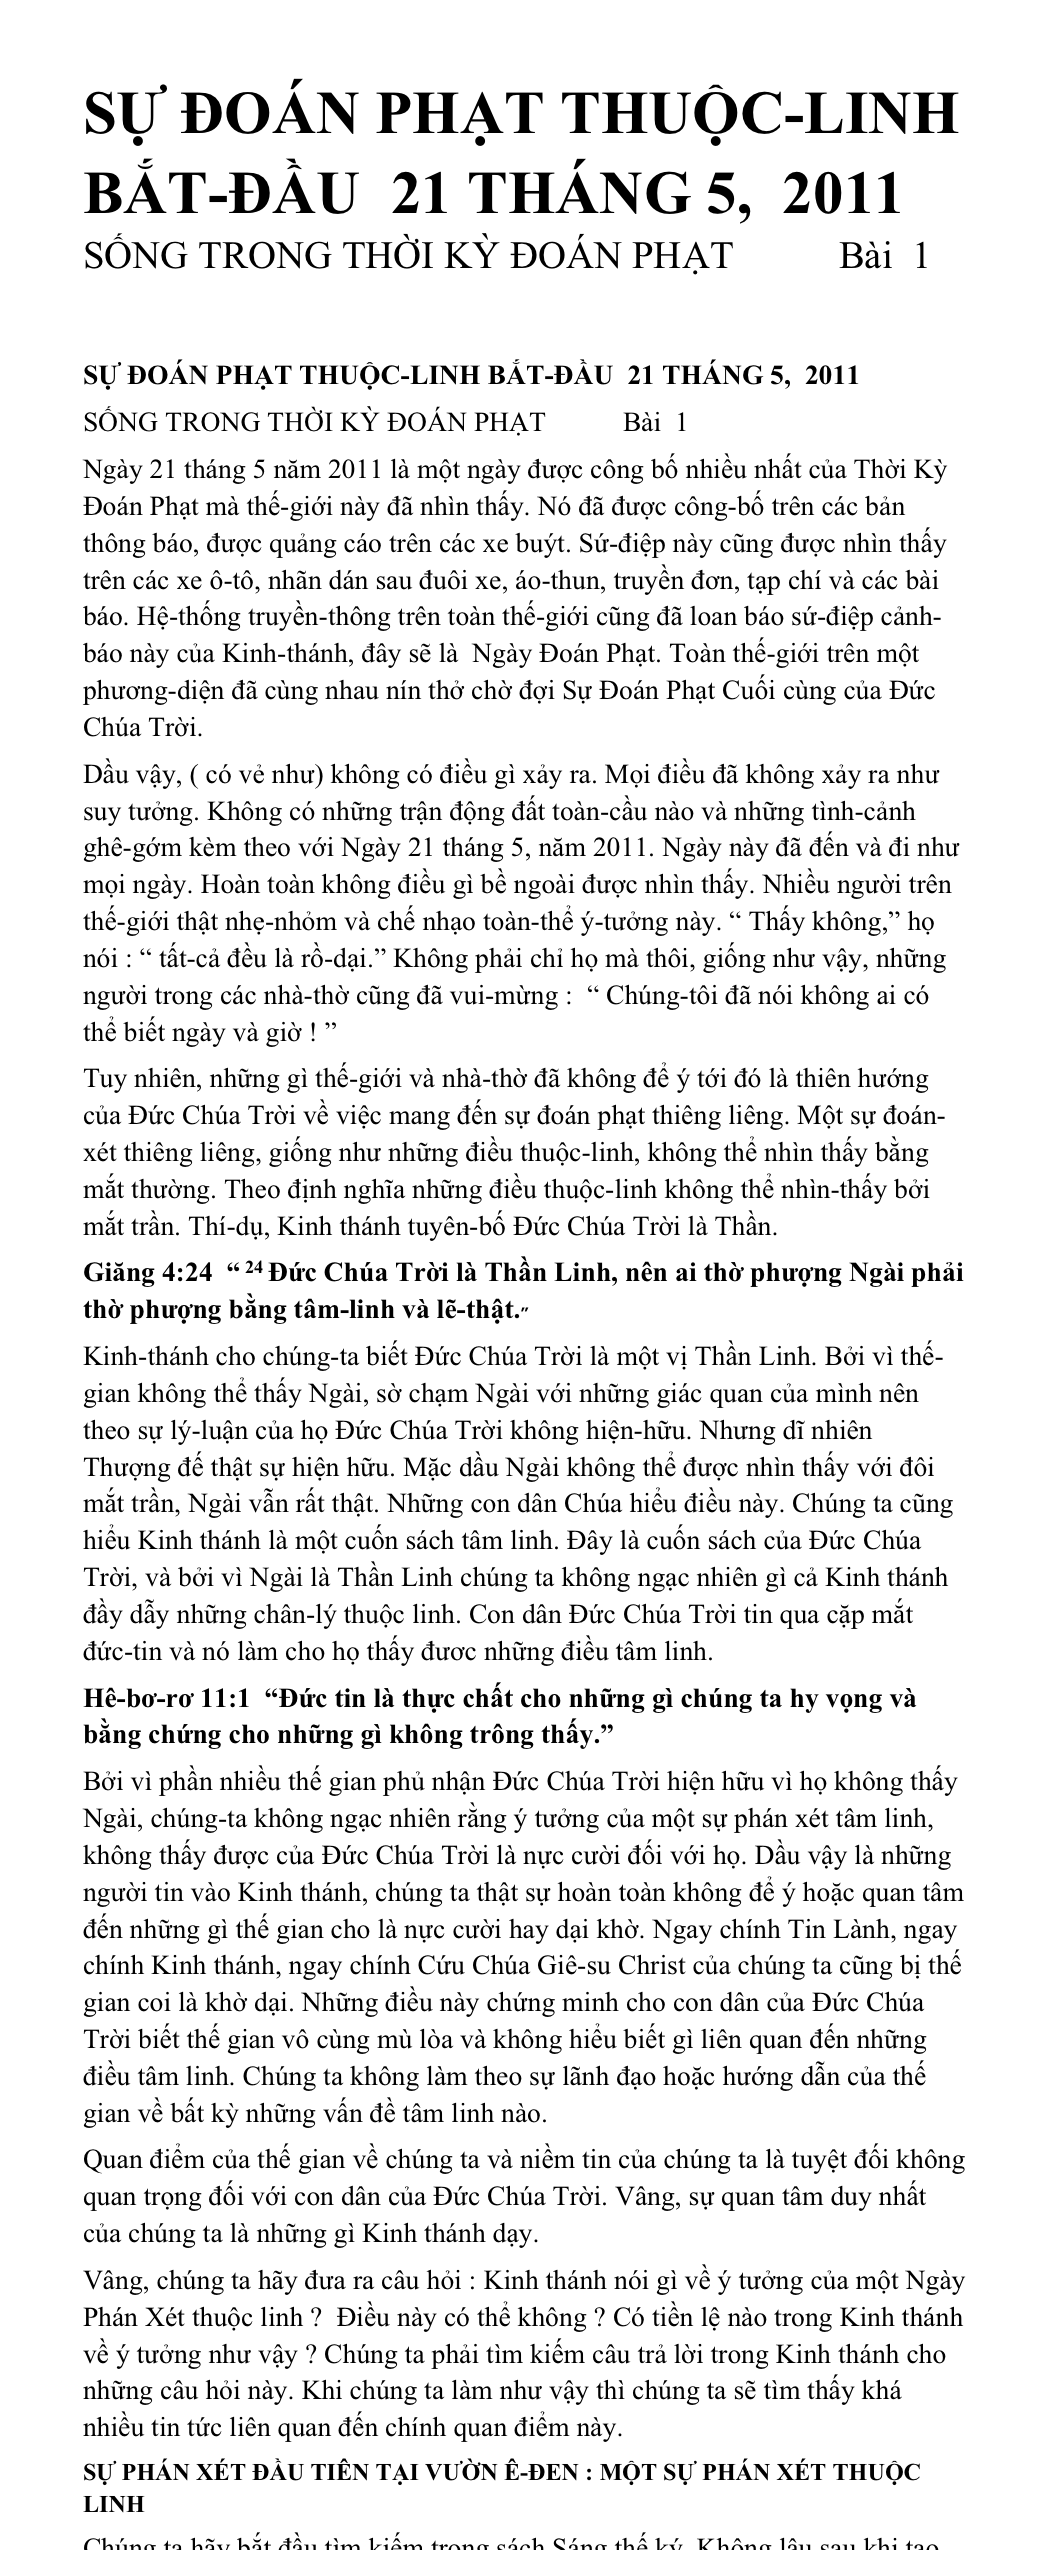 SỰ ĐOÁN PHẠT THUỘC-LINH
BẮT-ĐẦU  21 THÁNG 5,  2011
SỐNG TRONG THỜI KỲ ĐOÁN PHẠT          Bài  1
SỰ ĐOÁN PHẠT THUỘC-LINH BẮT-ĐẦU  21 THÁNG 5,  2011
SỐNG TRONG THỜI KỲ ĐOÁN PHẠT          Bài  1
Ngày 21 tháng 5 năm 2011 là một ngày được công bố nhiều nhất của Thời Kỳ
Đoán Phạt mà thế-giới này đã nhìn thấy. Nó đã được công-bố trên các bản
thông báo, được quảng cáo trên các xe buýt. Sứ-điệp này cũng được nhìn thấy
trên các xe ô-tô, nhãn dán sau đuôi xe, áo-thun, truyền đơn, tạp chí và các bài
báo. Hệ-thống truyền-thông trên toàn thế-giới cũng đã loan báo sứ-điệp cảnh-
báo này của Kinh-thánh, đây sẽ là  Ngày Đoán Phạt. Toàn thế-giới trên một
phương-diện đã cùng nhau nín thở chờ đợi Sự Đoán Phạt Cuối cùng của Đức
Chúa Trời.
Dầu vậy, ( có vẻ như) không có điều gì xảy ra. Mọi điều đã không xảy ra như
suy tưởng. Không có những trận động đất toàn-cầu nào và những tình-cảnh
ghê-gớm kèm theo với Ngày 21 tháng 5, năm 2011. Ngày này đã đến và đi như
mọi ngày. Hoàn toàn không điều gì bề ngoài được nhìn thấy. Nhiều người trên
thế-giới thật nhẹ-nhỏm và chế nhạo toàn-thể ý-tưởng này. “ Thấy không,” họ
nói : “ tất-cả đều là rồ-dại.” Không phải chỉ họ mà thôi, giống như vậy, những
người trong các nhà-thờ cũng đã vui-mừng :  “ Chúng-tôi đã nói không ai có
thể biết ngày và giờ ! ”
Tuy nhiên, những gì thế-giới và nhà-thờ đã không để ý tới đó là thiên hướng
của Đức Chúa Trời về việc mang đến sự đoán phạt thiêng liêng. Một sự đoán-
xét thiêng liêng, giống như những điều thuộc-linh, không thể nhìn thấy bằng
mắt thường. Theo định nghĩa những điều thuộc-linh không thể nhìn-thấy bởi
mắt trần. Thí-dụ, Kinh thánh tuyên-bố Đức Chúa Trời là Thần.
Giăng 4:24  “ 24 Đức Chúa Trời là Thần Linh, nên ai thờ phượng Ngài phải
thờ phượng bằng tâm-linh và lẽ-thật.”
Kinh-thánh cho chúng-ta biết Đức Chúa Trời là một vị Thần Linh. Bởi vì thế-
gian không thể thấy Ngài, sờ chạm Ngài với những giác quan của mình nên
theo sự lý-luận của họ Đức Chúa Trời không hiện-hữu. Nhưng dĩ nhiên
Thượng đế thật sự hiện hữu. Mặc dầu Ngài không thể được nhìn thấy với đôi
mắt trần, Ngài vẫn rất thật. Những con dân Chúa hiểu điều này. Chúng ta cũng
hiểu Kinh thánh là một cuốn sách tâm linh. Đây là cuốn sách của Đức Chúa
Trời, và bởi vì Ngài là Thần Linh chúng ta không ngạc nhiên gì cả Kinh thánh
đầy dẫy những chân-lý thuộc linh. Con dân Đức Chúa Trời tin qua cặp mắt
đức-tin và nó làm cho họ thấy đươc những điều tâm linh.
Hê-bơ-rơ 11:1  “Đức tin là thực chất cho những gì chúng ta hy vọng và
bằng chứng cho những gì không trông thấy.”
Bởi vì phần nhiều thế gian phủ nhận Đức Chúa Trời hiện hữu vì họ không thấy
Ngài, chúng-ta không ngạc nhiên rằng ý tưởng của một sự phán xét tâm linh,
không thấy được của Đức Chúa Trời là nực cười đối với họ. Dầu vậy là những
người tin vào Kinh thánh, chúng ta thật sự hoàn toàn không để ý hoặc quan tâm
đến những gì thế gian cho là nực cười hay dại khờ. Ngay chính Tin Lành, ngay
chính Kinh thánh, ngay chính Cứu Chúa Giê-su Christ của chúng ta cũng bị thế
gian coi là khờ dại. Những điều này chứng minh cho con dân của Đức Chúa
Trời biết thế gian vô cùng mù lòa và không hiểu biết gì liên quan đến những
điều tâm linh. Chúng ta không làm theo sự lãnh đạo hoặc hướng dẫn của thế
gian về bất kỳ những vấn đề tâm linh nào.
Quan điểm của thế gian về chúng ta và niềm tin của chúng ta là tuyệt đối không
quan trọng đối với con dân của Đức Chúa Trời. Vâng, sự quan tâm duy nhất
của chúng ta là những gì Kinh thánh dạy.
Vâng, chúng ta hãy đưa ra câu hỏi : Kinh thánh nói gì về ý tưởng của một Ngày
Phán Xét thuộc linh ?  Điều này có thể không ? Có tiền lệ nào trong Kinh thánh
về ý tưởng như vậy ? Chúng ta phải tìm kiếm câu trả lời trong Kinh thánh cho
những câu hỏi này. Khi chúng ta làm như vậy thì chúng ta sẽ tìm thấy khá
nhiều tin tức liên quan đến chính quan điểm này.
SỰ PHÁN XÉT ĐẦU TIÊN TẠI VƯỜN Ê-ĐEN : MỘT SỰ PHÁN XÉT THUỘC
LINH
Chúng ta hãy bắt đầu tìm kiếm trong sách Sáng thế ký. Không lâu sau khi tạo